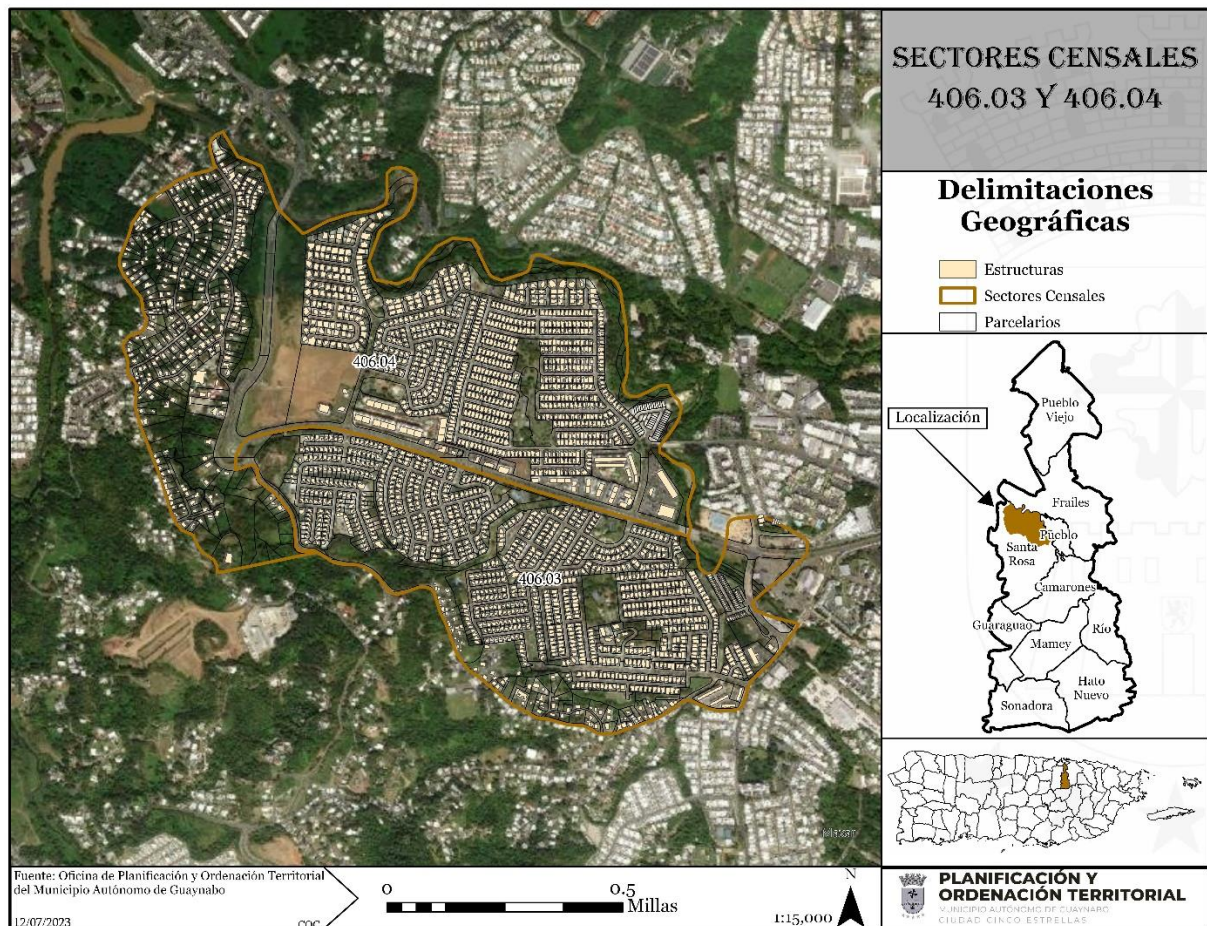 SECTORES CENSALES
406.03 Y 406.04
Delimitaciones
Geográficas
Estructuras
Sectores Censales
Parcelarios
Localización
Pueblo
Viejo
Frailes
Pueblo
Santa
Rosa
Camarones
Guaraguao
Río
Mamey
Hato
Nuevo
Sonadora
406.04
406.03
Maxar
Fuente: Oficina de Planificación y Ordenación Territorial
del Municipio Autónomo de Guaynabo
12/07/2023
0 0.5
Millas
1:15,000
N
PLANIFICACIÓN Y
ORDENACIÓN TERRITORIAL
MUNICIPIO AUTÓNOMO DE GUAYNABO
CIUDAD CINCO ESTRELLAS